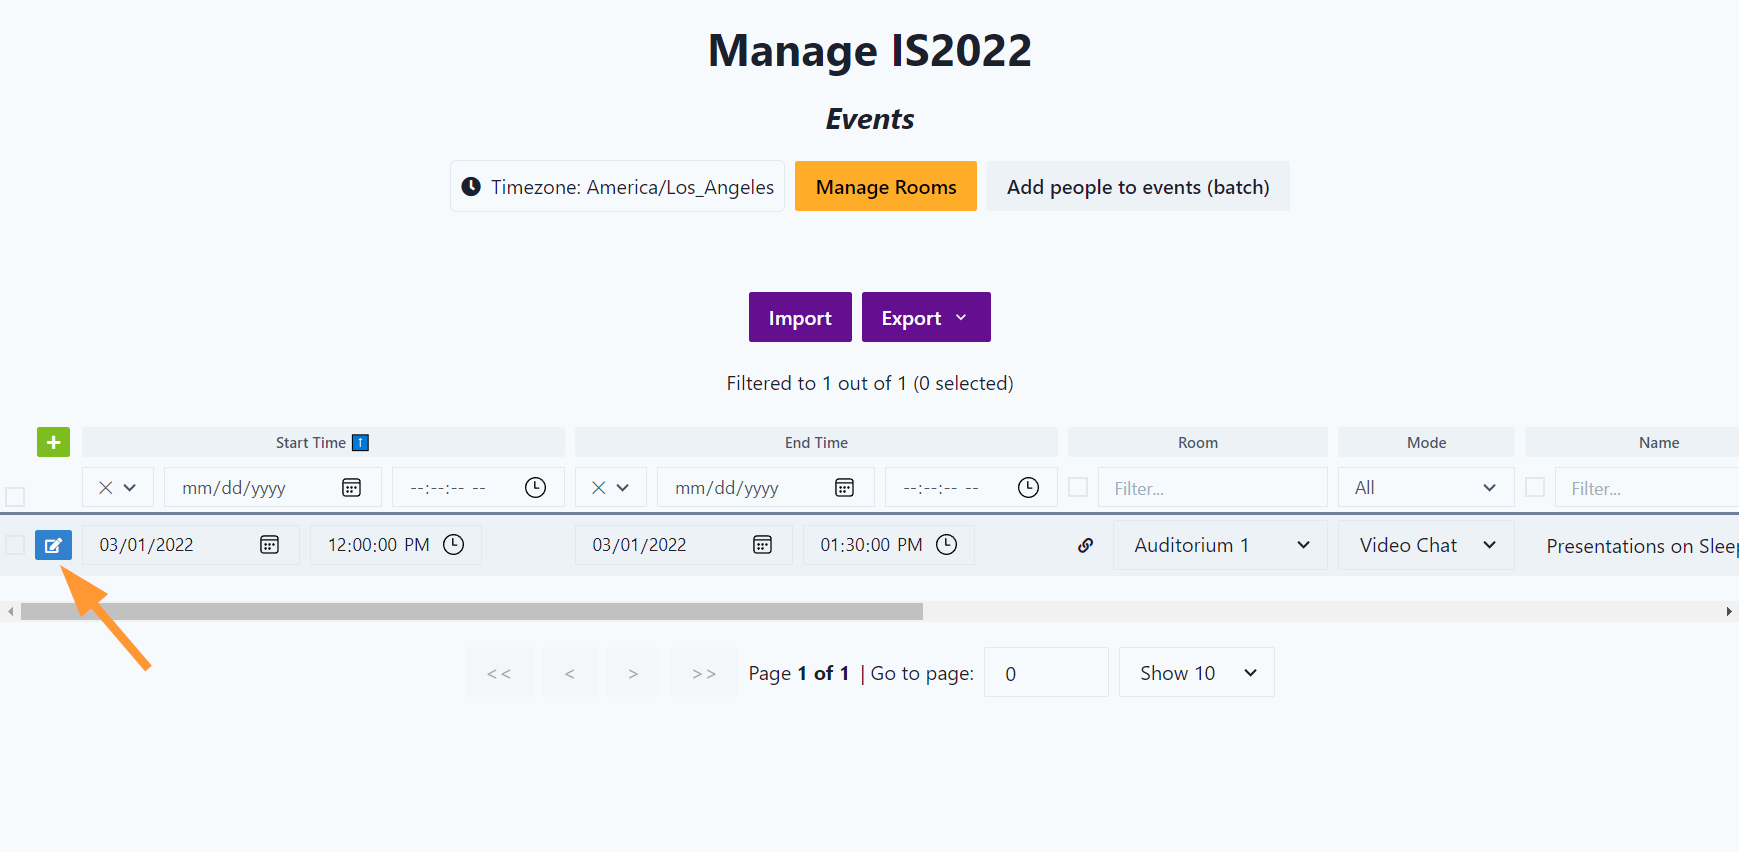 Manage IS2022
Events
Timezone: America/Los_Angeles Manage Rooms Add people to events (batch)
Import Export
Filtered to 1 out of 1 (0 selected)
+ Start Time ↑ End Time Room Mode Name
mm/dd/yyyy --:--:-- -- mm/dd/yyyy --:--:-- -- Filter... All Filter...
03/01/2022 12:00:00 PM 03/01/2022 01:30:00 PM Auditorium 1 Video Chat Presentations on Sleep
<< < > >> Page 1 of 1 | Go to page: 0 Show 10